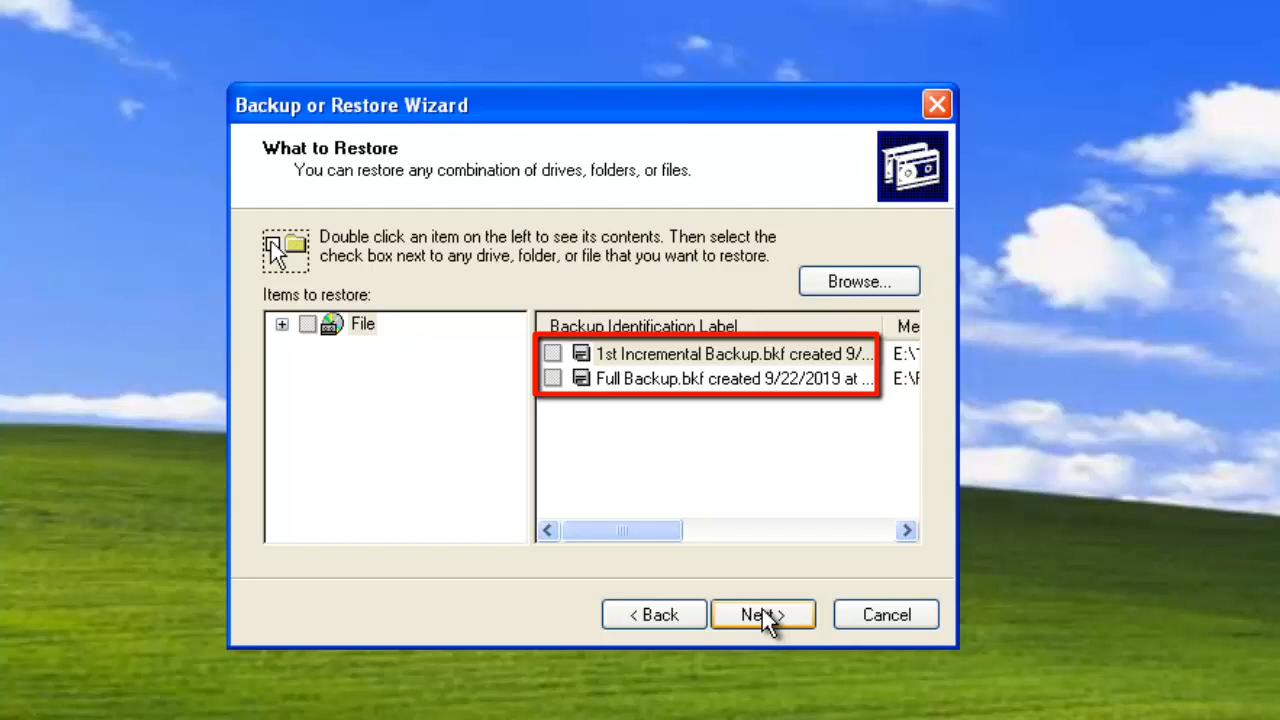 Backup or Restore Wizard
What to Restore
You can restore any combination of drives, folders, or files.
Double click an item on the left to see its contents. Then select the
check box next to any drive, folder, or file that you want to restore.
Browse...
Items to restore:
File
Backup Identification Label Me
1st Incremental Backup.bkf created 9/... E:\
Full Backup.bkf created 9/22/2019 at ... E:\F
< Back Next > Cancel